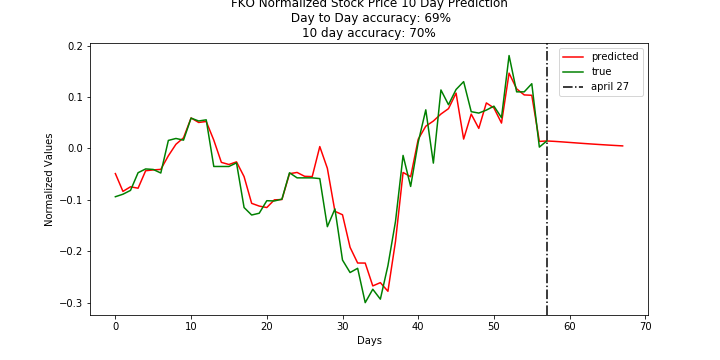 FKO Normalized Stock Price 10 Day Prediction
Day to Day accuracy: 69%
10 day accuracy: 70%
predicted
true
april 27
Normalized Values
0.2
0.1
0.0
−0.1
−0.2
−0.3
0 10 20 30 40 50 60 70
Days